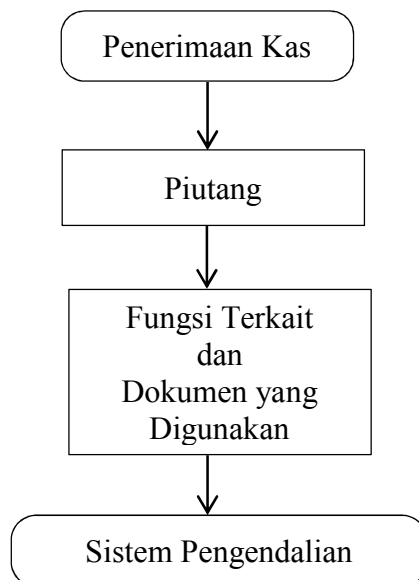 Penerimaan Kas
Piutang
Fungsi Terkait
dan
Dokumen yang
Digunakan
Sistem Pengendalian